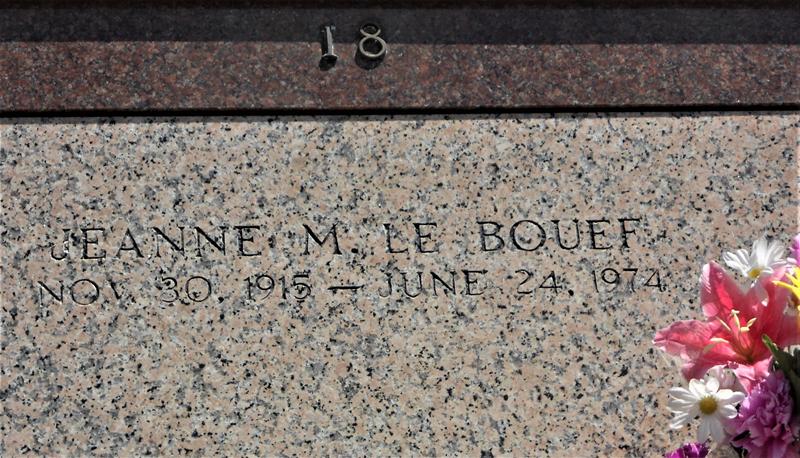 18
JEANNE M. LE BOUEF
NOV. 30, 1915 — JUNE 24, 1974